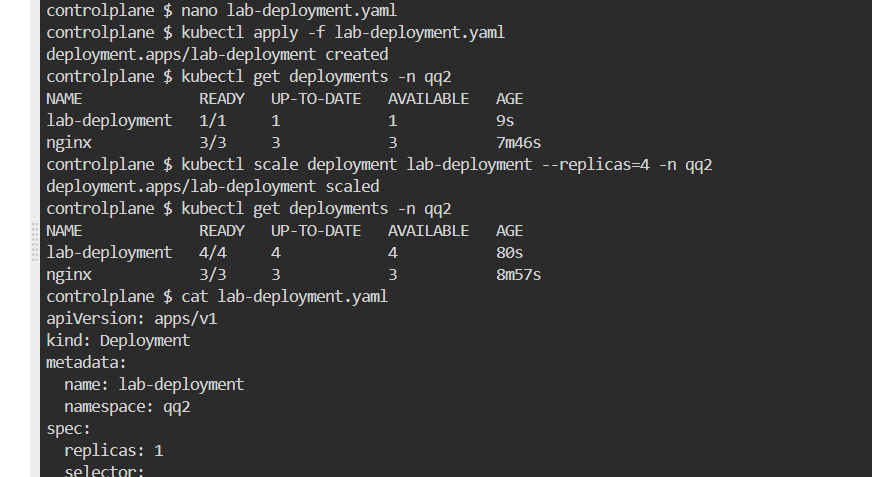 controlplane $ nano lab-deployment.yaml
controlplane $ kubectl apply -f lab-deployment.yaml
deployment.apps/lab-deployment created
controlplane $ kubectl get deployments -n qq2
NAME             READY   UP-TO-DATE   AVAILABLE   AGE
lab-deployment   1/1     1            1           9s
nginx            3/3     3            3           7m46s
controlplane $ kubectl scale deployment lab-deployment --replicas=4 -n qq2
deployment.apps/lab-deployment scaled
controlplane $ kubectl get deployments -n qq2
NAME             READY   UP-TO-DATE   AVAILABLE   AGE
lab-deployment   4/4     4            4           80s
nginx            3/3     3            3           8m57s
controlplane $ cat lab-deployment.yaml
apiVersion: apps/v1
kind: Deployment
metadata:
  name: lab-deployment
  namespace: qq2
spec:
  replicas: 1
  selector: